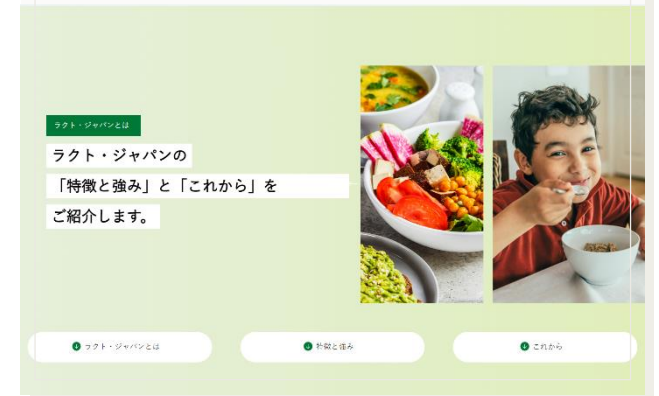 ラクト・ジャパンとは
ラクト・ジャパンの
「特徴と強み」と「これから」を
ご紹介します。
ラクト・ジャパンとは
特徴と強み
これから